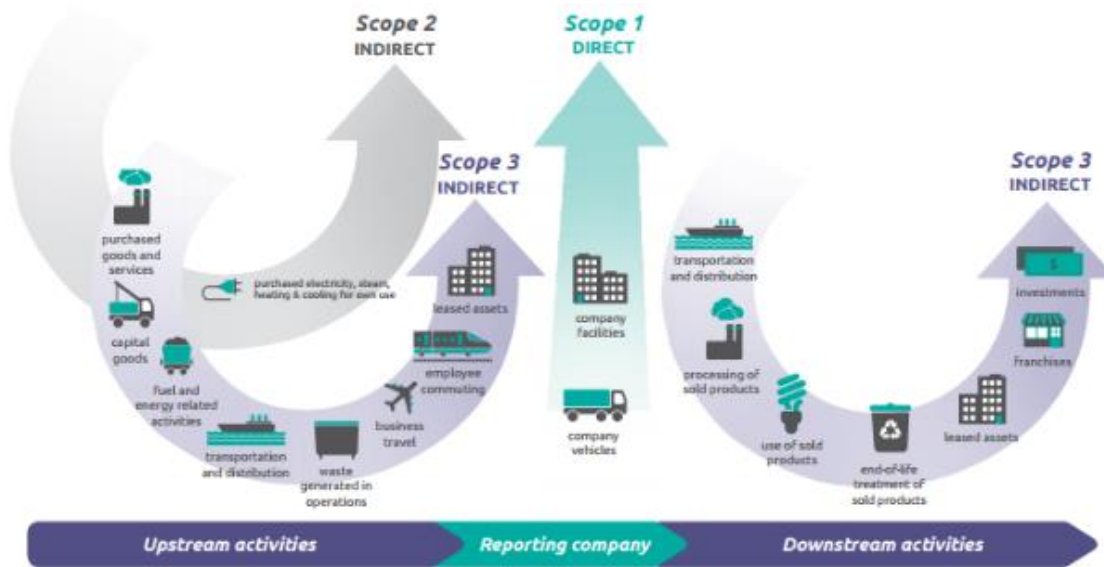 Scope 2
INDIRECT
Scope 1
DIRECT
Scope 3
INDIRECT
Scope 3
INDIRECT
purchased
goods and
services
purchased electricity, steam,
heating & cooling for own use
capital
goods
fuel and
energy related
activities
transportation
and distribution
waste
generated in
operations
business
travel
employee
commuting
leased assets
company
facilities
company
vehicles
transportation
and distribution
processing of
sold products
use of sold
products
end-of-life
treatment of
sold products
leased assets
franchises
$
investments
Upstream activities
Reporting company
Downstream activities